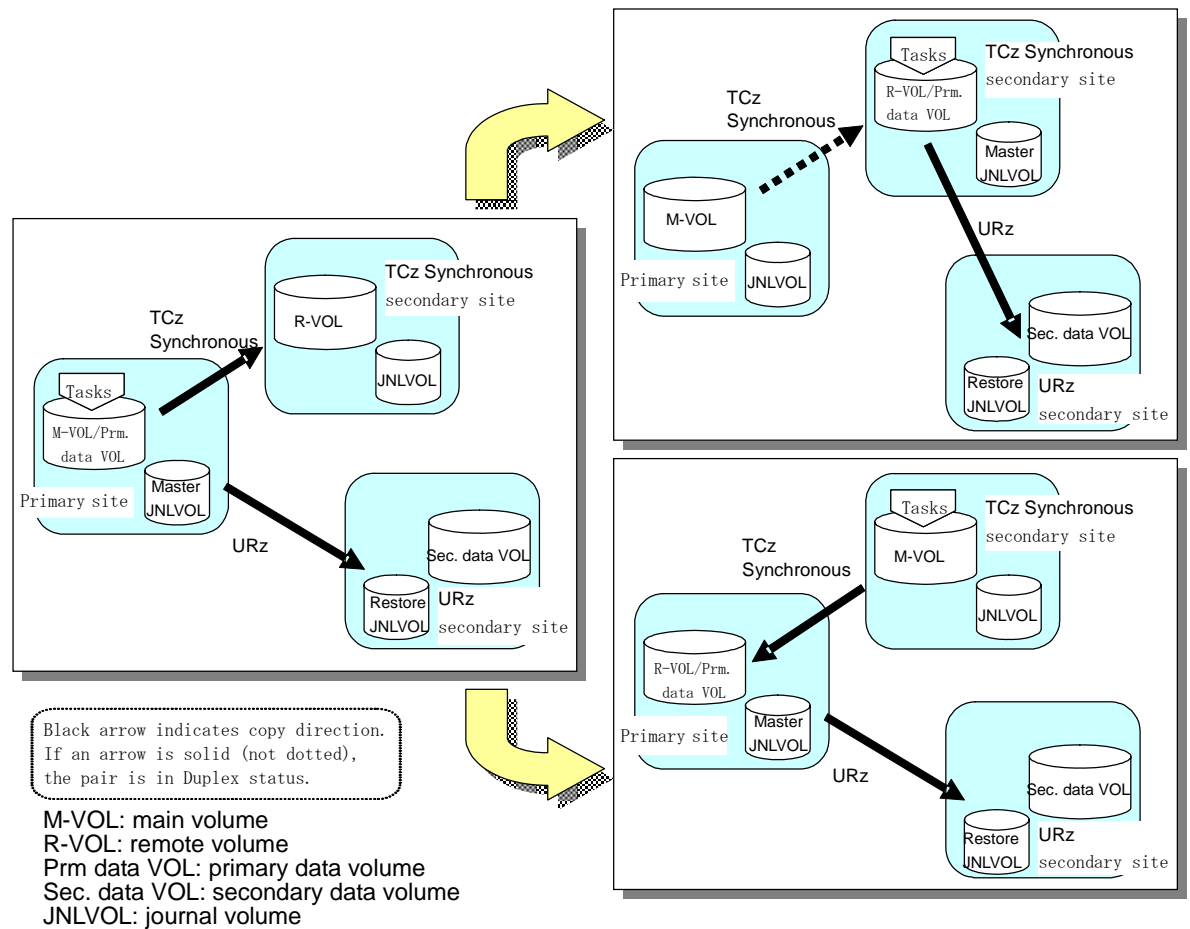 TCz
Synchronous
TCz Synchronous
secondary site
R-VOL
JNLVOL
Tasks
M-VOL/Prm.
data VOL
Primary site
Master
JNLVOL
URz
Sec. data VOL
Restore
JNLVOL
URz
secondary site
Tasks
TCz Synchronous
secondary site
R-VOL/Prm.
data VOL
Master
JNLVOL
TCz
Synchronous
M-VOL
Primary site
JNLVOL
URz
Sec. data VOL
Restore
JNLVOL
URz
secondary site
Tasks
TCz Synchronous
secondary site
M-VOL
JNLVOL
TCz
Synchronous
R-VOL/Prm.
data VOL
Primary site
Master
JNLVOL
URz
Sec. data VOL
Restore
JNLVOL
URz
secondary site
Black arrow indicates copy direction.
If an arrow is solid (not dotted),
the pair is in Duplex status.
M-VOL: main volume
R-VOL: remote volume
Prm data VOL: primary data volume
Sec. data VOL: secondary data volume
JNLVOL: journal volume